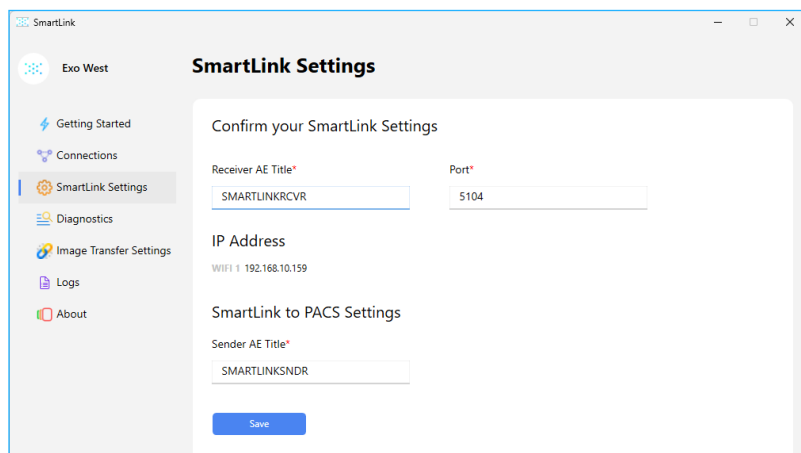 SmartLink
Exo West
SmartLink Settings
Getting Started
Connections
SmartLink Settings
Diagnostics
Image Transfer Settings
Logs
About
Confirm your SmartLink Settings
Receiver AE Title* Port*
SMARTLINKRCVR 5104
IP Address
WIFI 1 192.168.10.159
SmartLink to PACS Settings
Sender AE Title*
SMARTLINKSNDR
Save